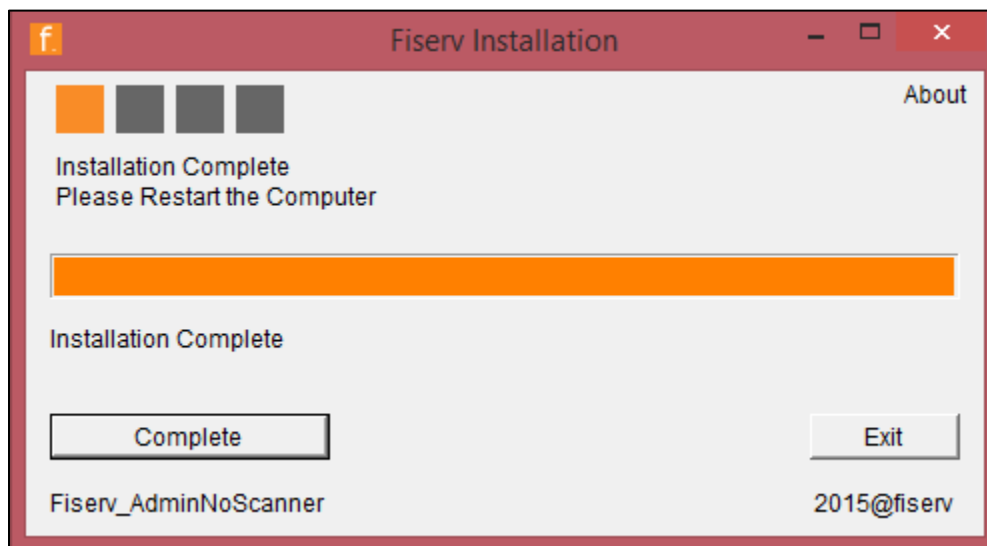 f.
Fiserv Installation
About
Installation Complete
Please Restart the Computer
Installation Complete
Complete
Exit
Fiserv_AdminNoScanner
2015@fiserv